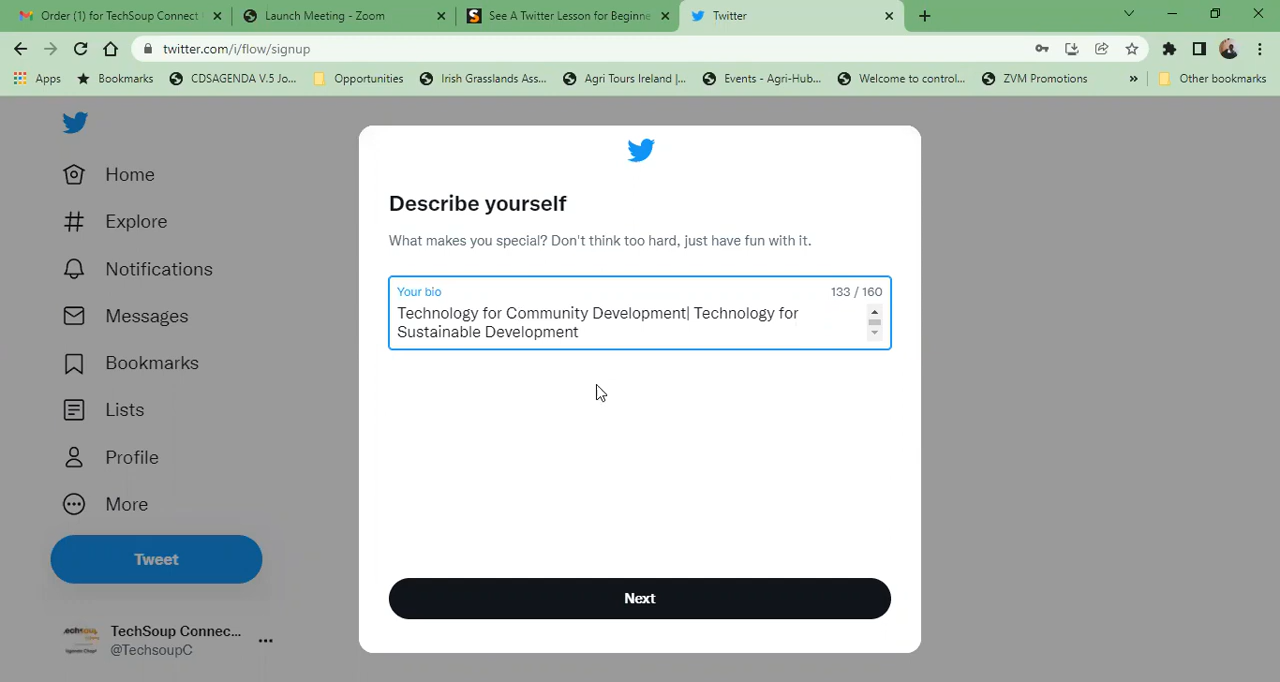 Order (1) for TechSoup Connect
Launch Meeting - Zoom
See A Twitter Lesson for Beginne
Twitter
twitter.com/i/flow/signup
Apps
Bookmarks
CDSAGENDA V.5 Jo...
Opportunities
Irish Grasslands Ass...
Agri Tours Ireland |...
Events - Agri-Hub...
Welcome to control...
ZVM Promotions
»
Other bookmarks
Home
Explore
Notifications
Messages
Bookmarks
Lists
Profile
More
Tweet
TechSoup Connec...
@TechsoupC
Describe yourself
What makes you special? Don't think too hard, just have fun with it.
Your bio
133 / 160
Technology for Community Development| Technology for
Sustainable Development
Next